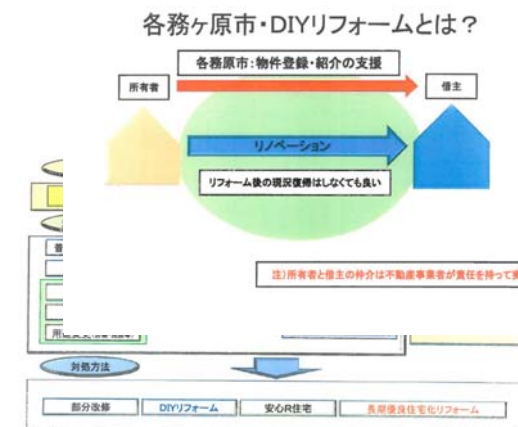 各務ヶ原市・DIYリフォームとは？
各務原市：物件登録・紹介の支援
所有者
借主
リノベーション
リフォーム後の現況復帰はしなくても良い
注）所有者と借主の仲介は不動産事業者が責任を持って
対処方法
部分改修
DIYリフォーム
安心R住宅
長期優良住宅化リフォーム